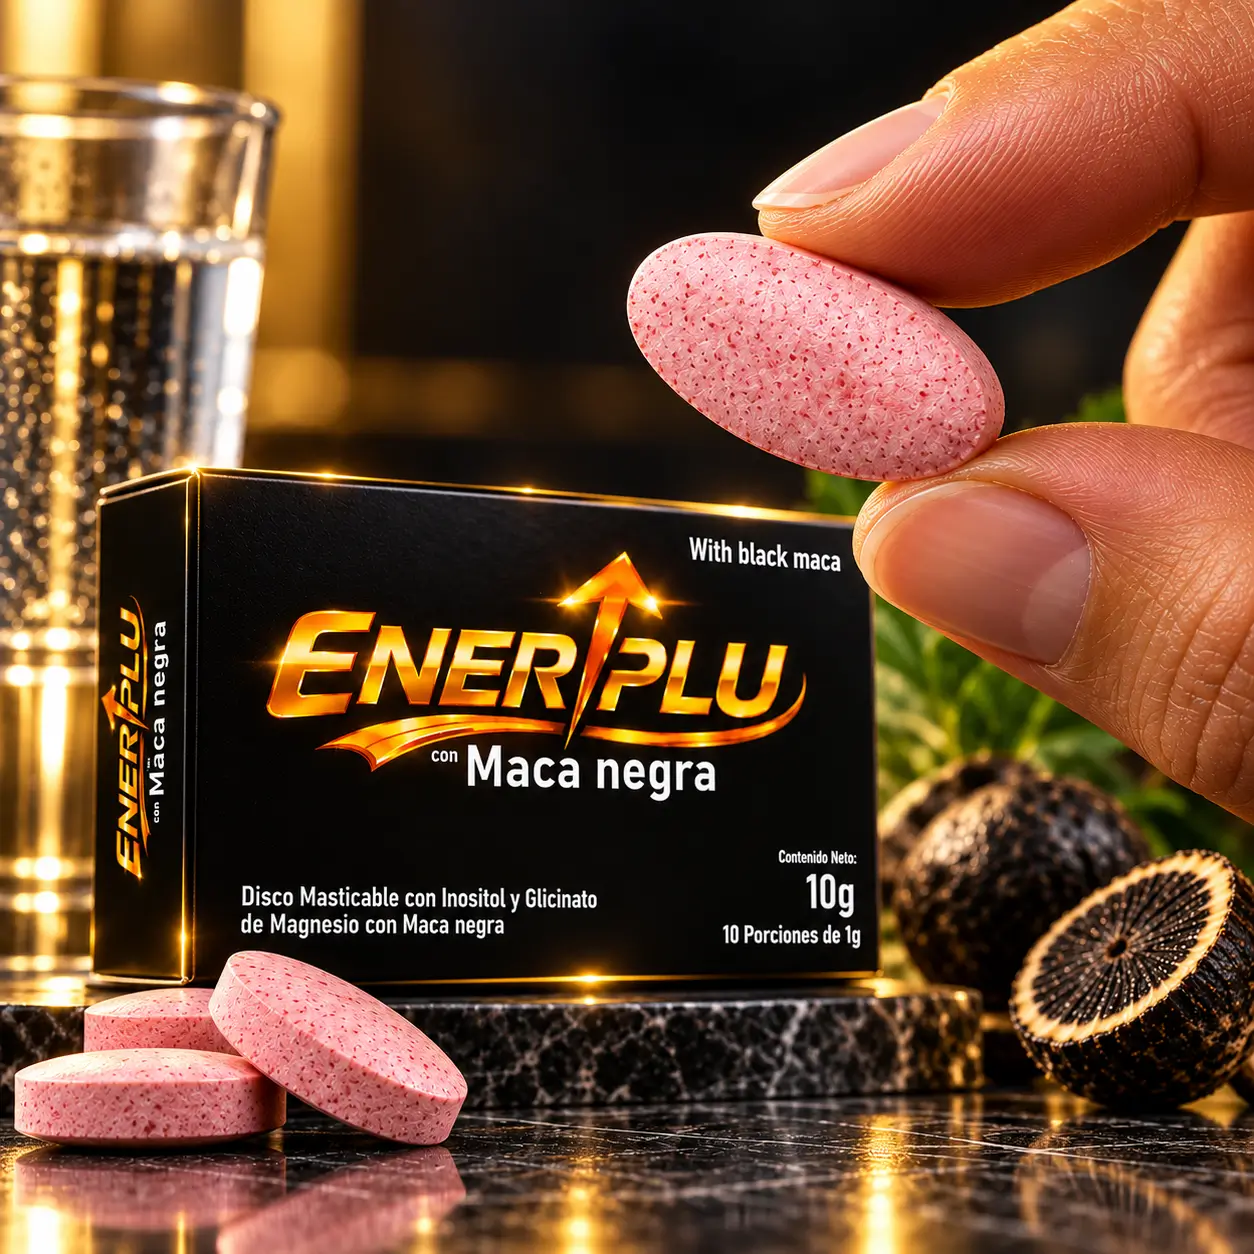 With black maca
ENERPLU
con Maca negra
Disco Masticable con Inositol y Glicinato
de Magnesio con Maca negra
Contenido Neto:
10g
10 Porciones de 1g
ENERPLU
con Maca negra